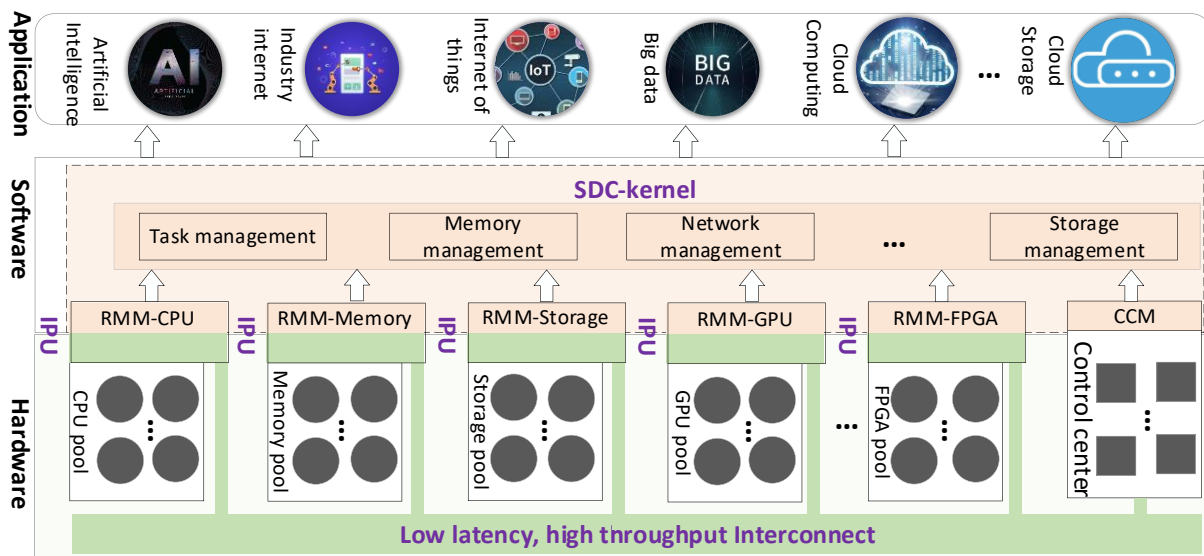 Application
Artificial
Intelligence
AI
ARTIFICIAL
Industry
internet
Internet of
things
IoT
Big data
BIG
DATA
Cloud
Computing
...
Cloud
Storage
Software
SDC-kernel
Task management
Memory
management
Network
management
...
Storage
management
RMM-CPU
RMM-Memory
RMM-Storage
RMM-GPU
RMM-FPGA
CCM
IPU
IPU
IPU
IPU
IPU
Hardware
CPU pool
...
Memory pool
...
Storage pool
...
GPU pool
...
...
FPGA pool
...
Control center
...
Low latency, high throughput Interconnect